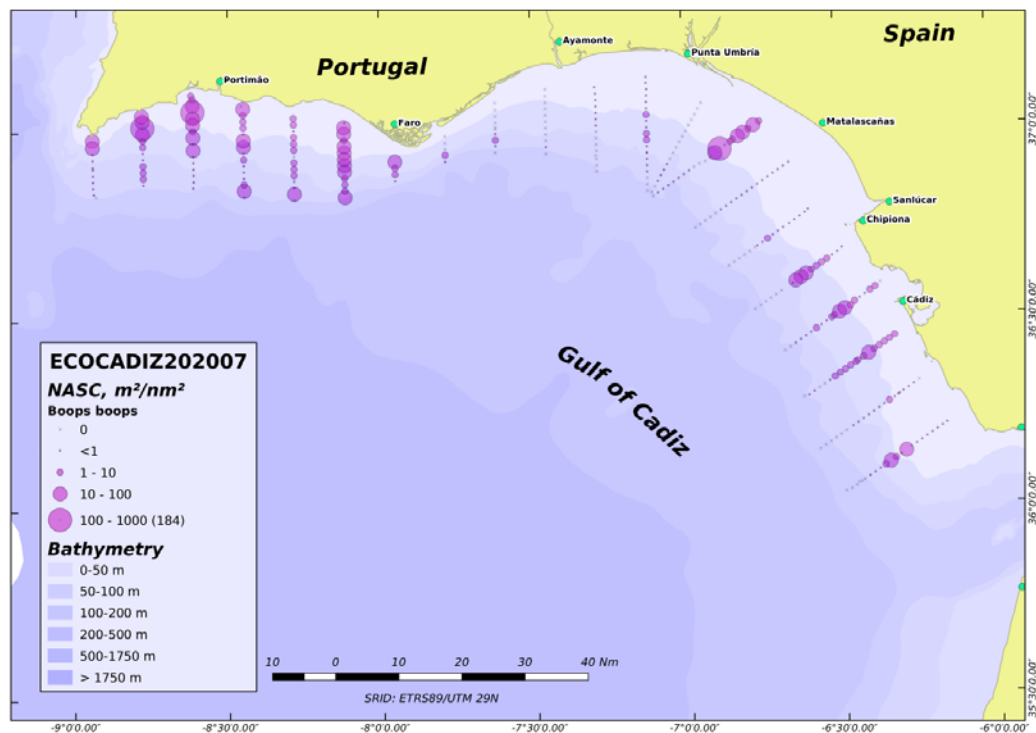 Spain
Ayamonte
Punta Umbría
Portugal
Portimão
Faro
Matalascañas
Sanlúcar
Chipiona
Cádiz
Gulf of Cadiz
ECOCADIZ202007
NASC, m²/nm²
Boops boops
0
<1
1 - 10
10 - 100
100 - 1000 (184)
Bathymetry
0-50 m
50-100 m
100-200 m
200-500 m
500-1750 m
> 1750 m
10 0 10 20 30 40 Nm
SRID: ETRS89/UTM 29N
37°0'0.00"
36°30'0.00"
36°0'0.00"
35°30'0.00"
-9°0'0.00" -8°30'0.00" -8°0'0.00" -7°30'0.00" -7°0'0.00" -6°30'0.00" -6°0'0.00"